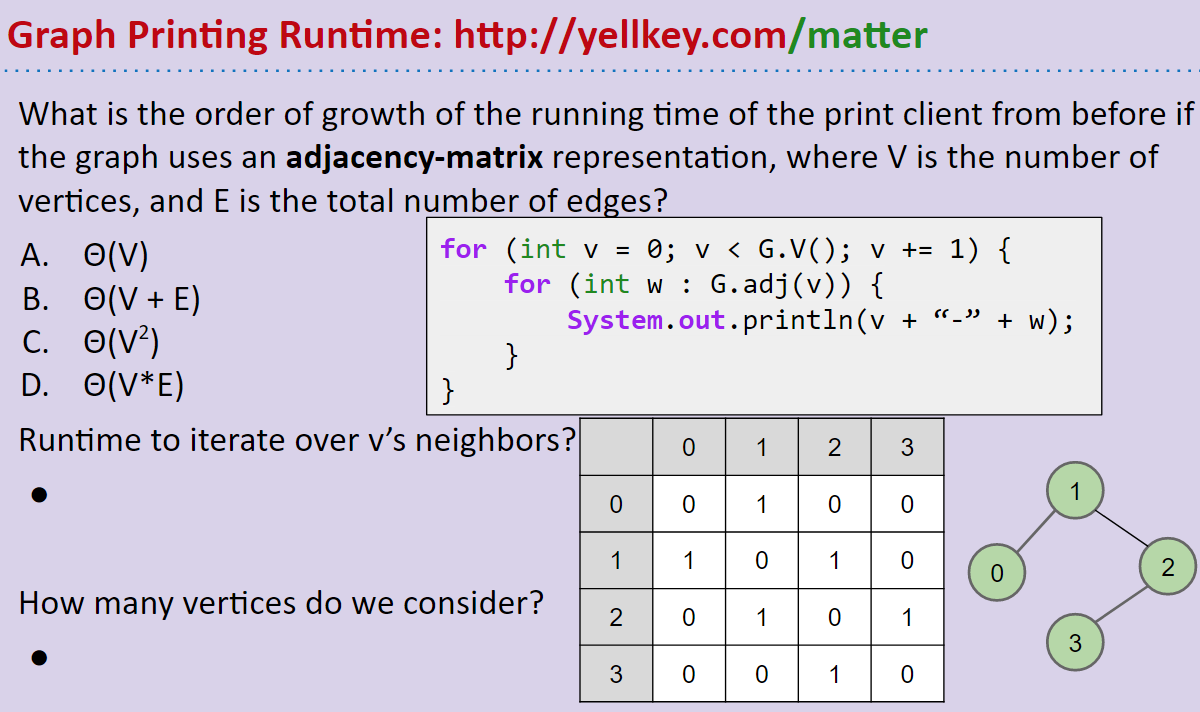 Graph Printing Runtime: http://yellkey.com/matter
What is the order of growth of the running time of the print client from before if
the graph uses an adjacency-matrix representation, where V is the number of
vertices, and E is the total number of edges?
A. Θ(V)
B. Θ(V + E)
C. Θ(V²)
D. Θ(V*E)
for (int v = 0; v < G.V(); v += 1) {
for (int w : G.adj(v)) {
System.out.println(v + “-” + w);
}
}
Runtime to iterate over v’s neighbors?
●
How many vertices do we consider?
●
0 1 2 3
0 0 1 0 0
1 1 0 1 0
2 0 1 0 1
3 0 0 1 0
1
0
2
3